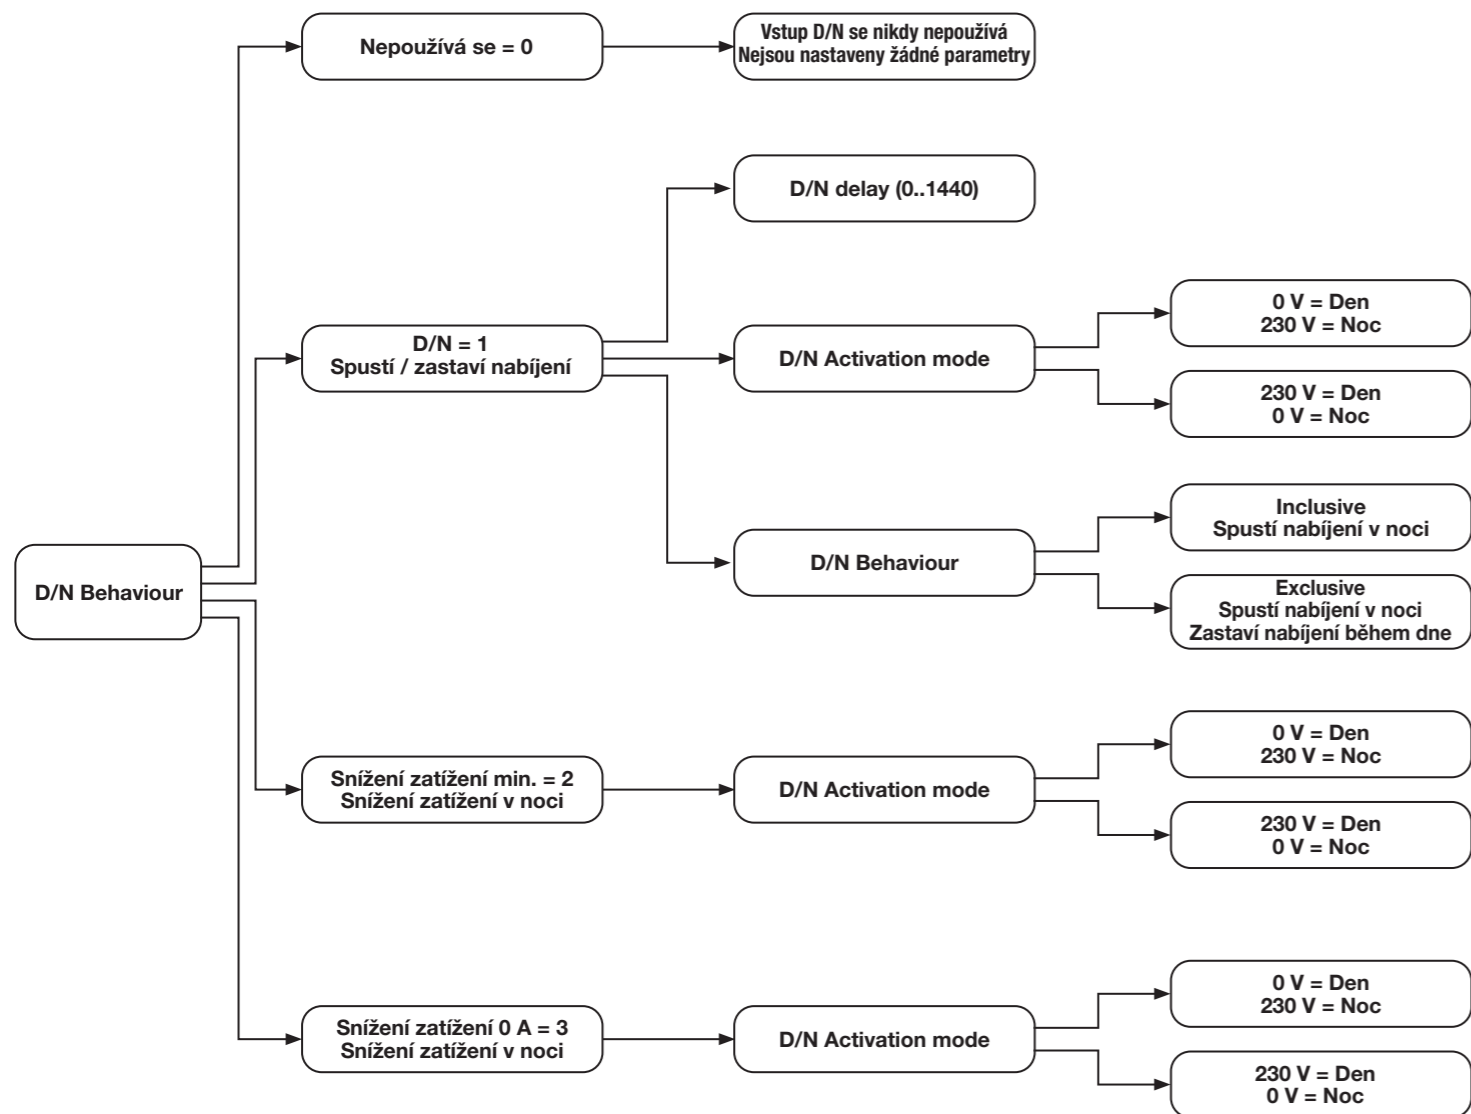 Nepoužívá se = 0
Vstup D/N se nikdy nepoužívá
Nejsou nastaveny žádné parametry
D/N delay (0..1440)
D/N = 1
Spustí / zastaví nabíjení
D/N Activation mode
0 V = Den
230 V = Noc
230 V = Den
0 V = Noc
D/N Behaviour
Inclusive
Spustí nabíjení v noci
Exclusive
Spustí nabíjení v noci
Zastaví nabíjení během dne
D/N Behaviour
Snížení zatížení min. = 2
Snížení zatížení v noci
D/N Activation mode
0 V = Den
230 V = Noc
230 V = Den
0 V = Noc
Snížení zatížení 0 A = 3
Snížení zatížení v noci
D/N Activation mode
0 V = Den
230 V = Noc
230 V = Den
0 V = Noc